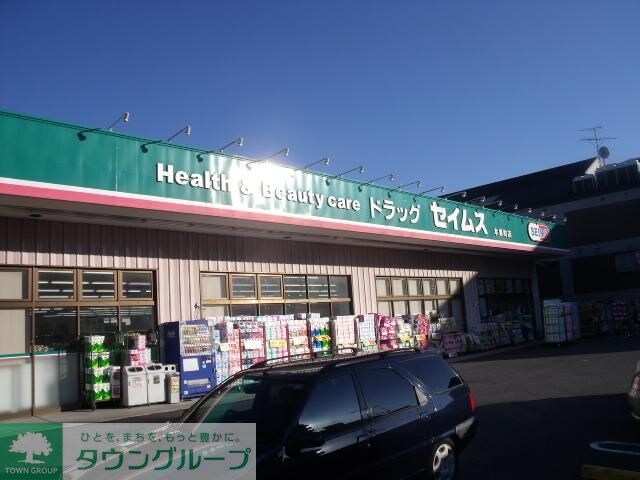 Health & Beauty care ドラッグ セイムス
SEIMS
ひとを、まちを、もっと豊かに。
タウングループ
TOWN GROUP